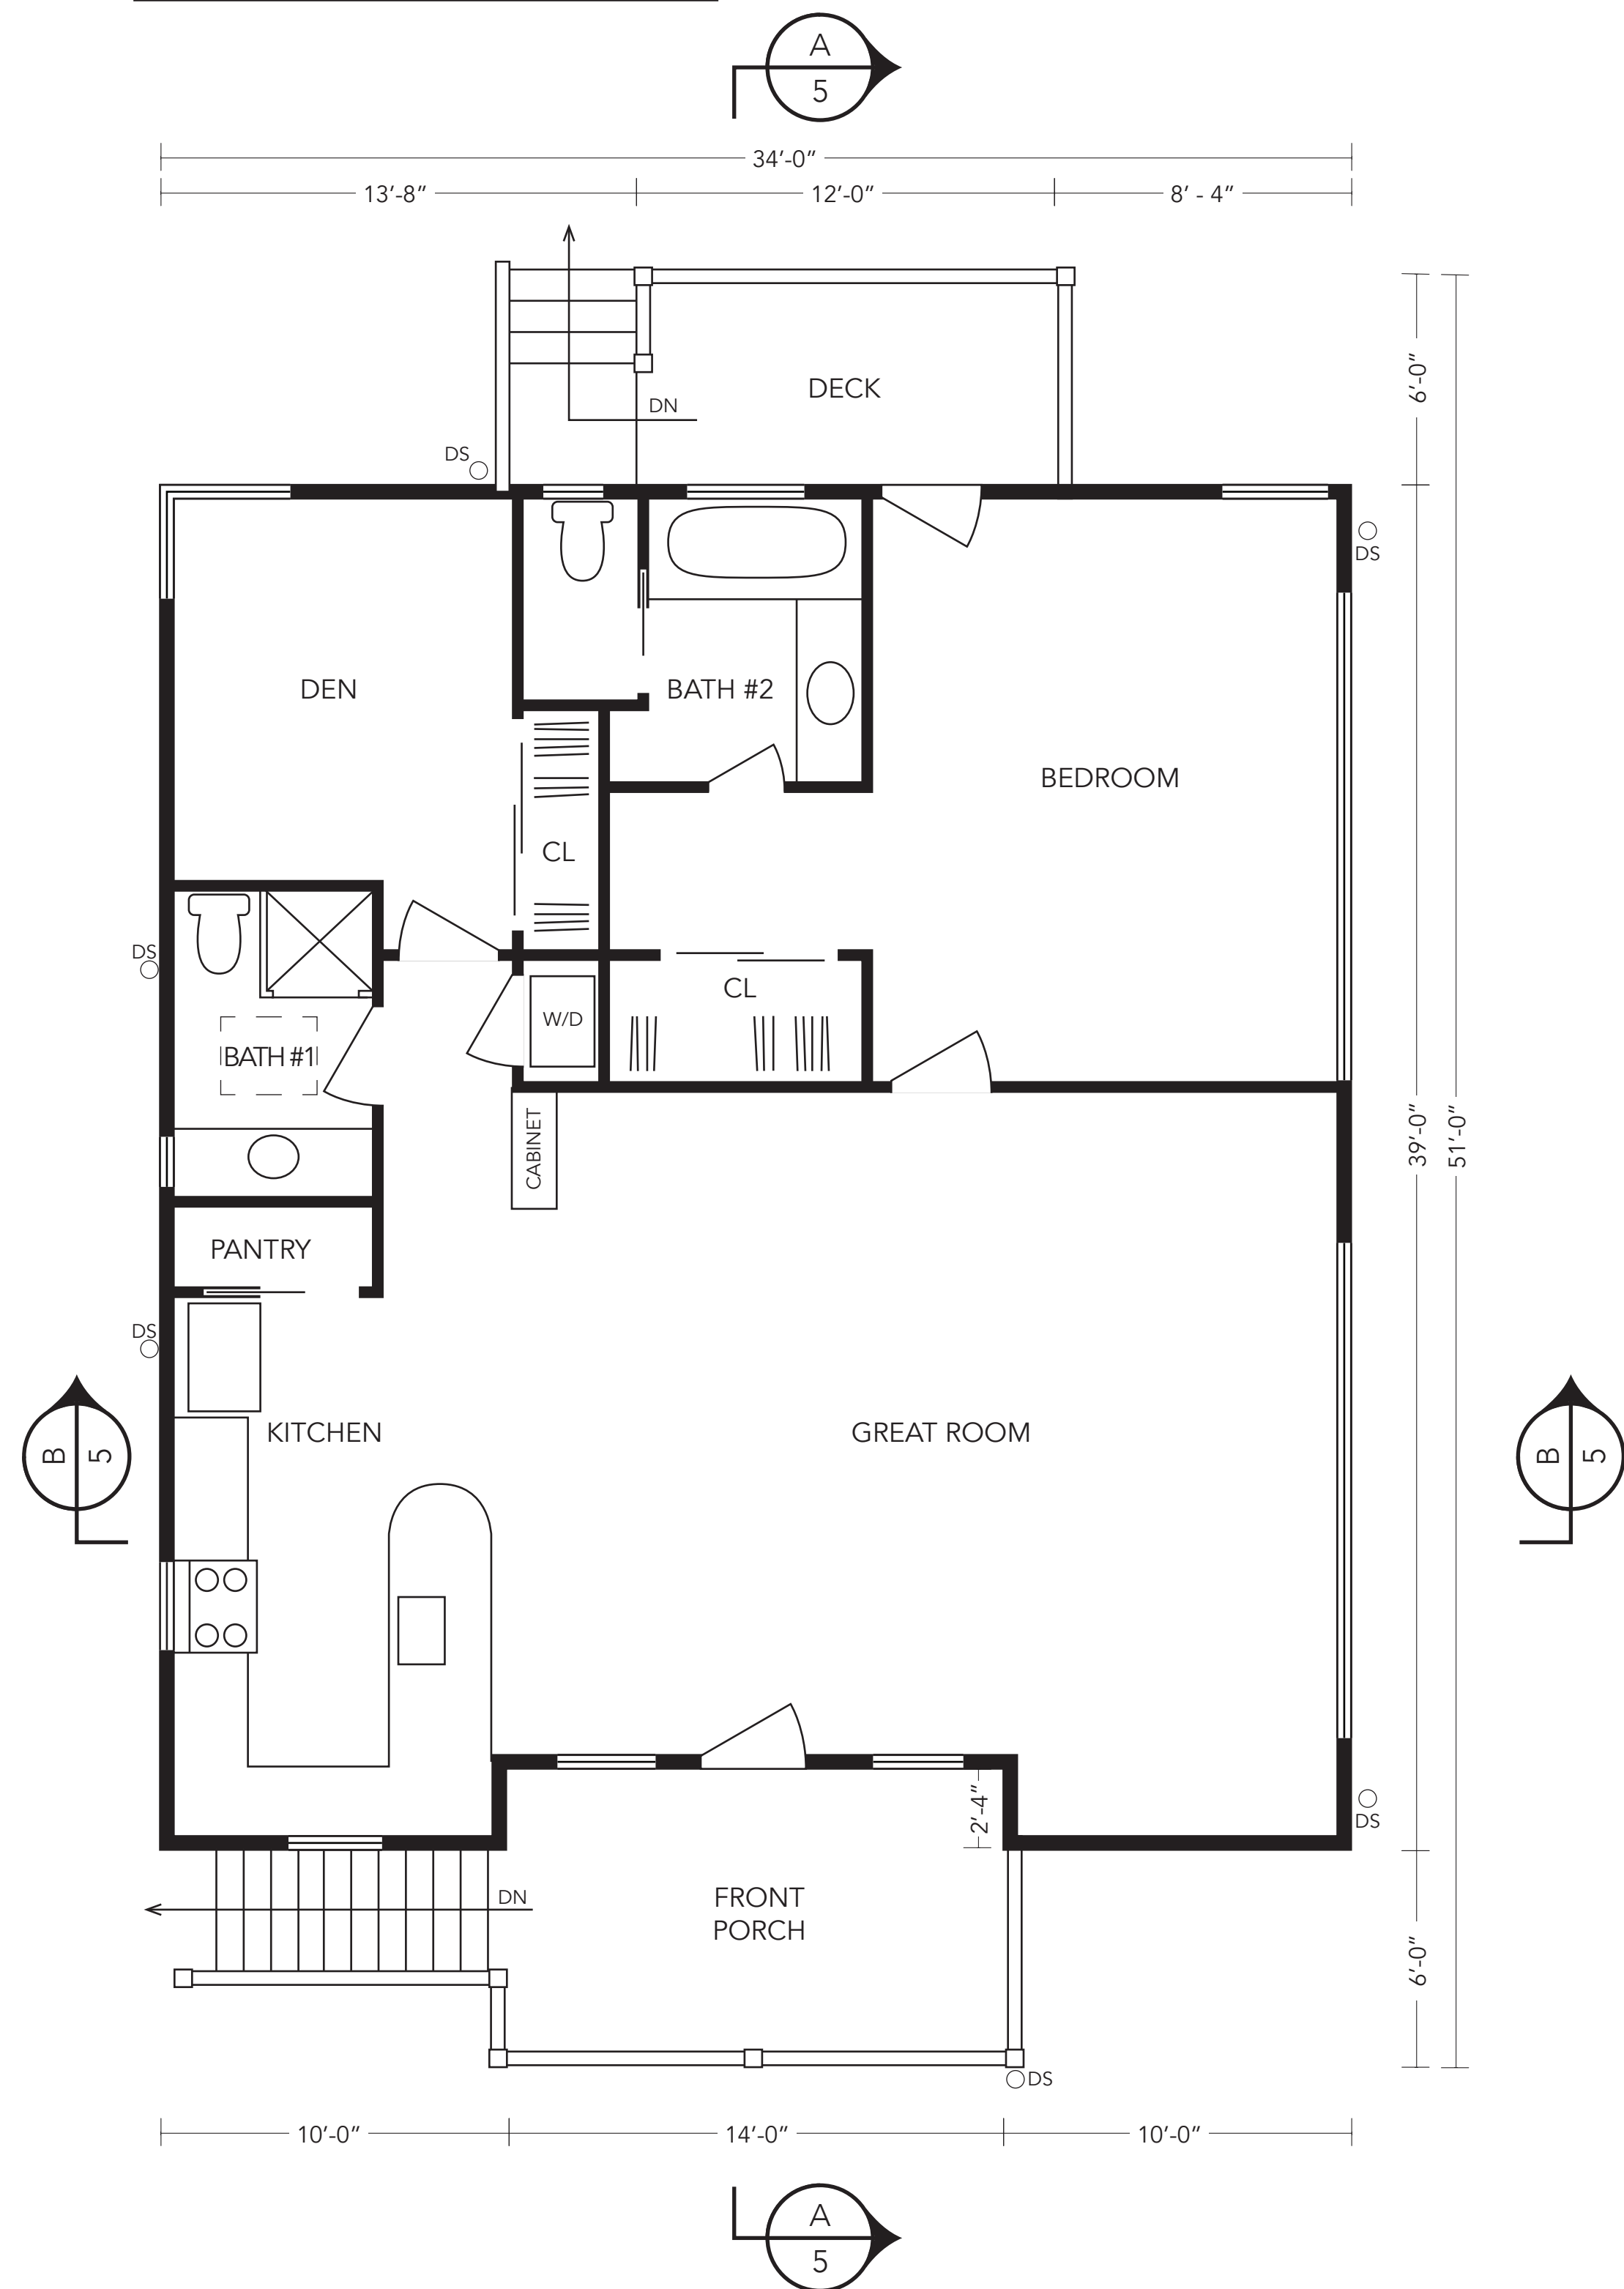 A
5
34'-0"
13'-8"
12'-0"
8' - 4"
6'-0"
DECK
DN
DS
DS
DEN
BATH #2
BEDROOM
CL
DS
CL
W/D
BATH #1
CABINET
39'-0"
51'-0"
PANTRY
DS
KITCHEN
GREAT ROOM
B
5
B
5
2'-4"
DS
DN
FRONT
PORCH
6'-0"
DS
10'-0"
14'-0"
10'-0"
A
5